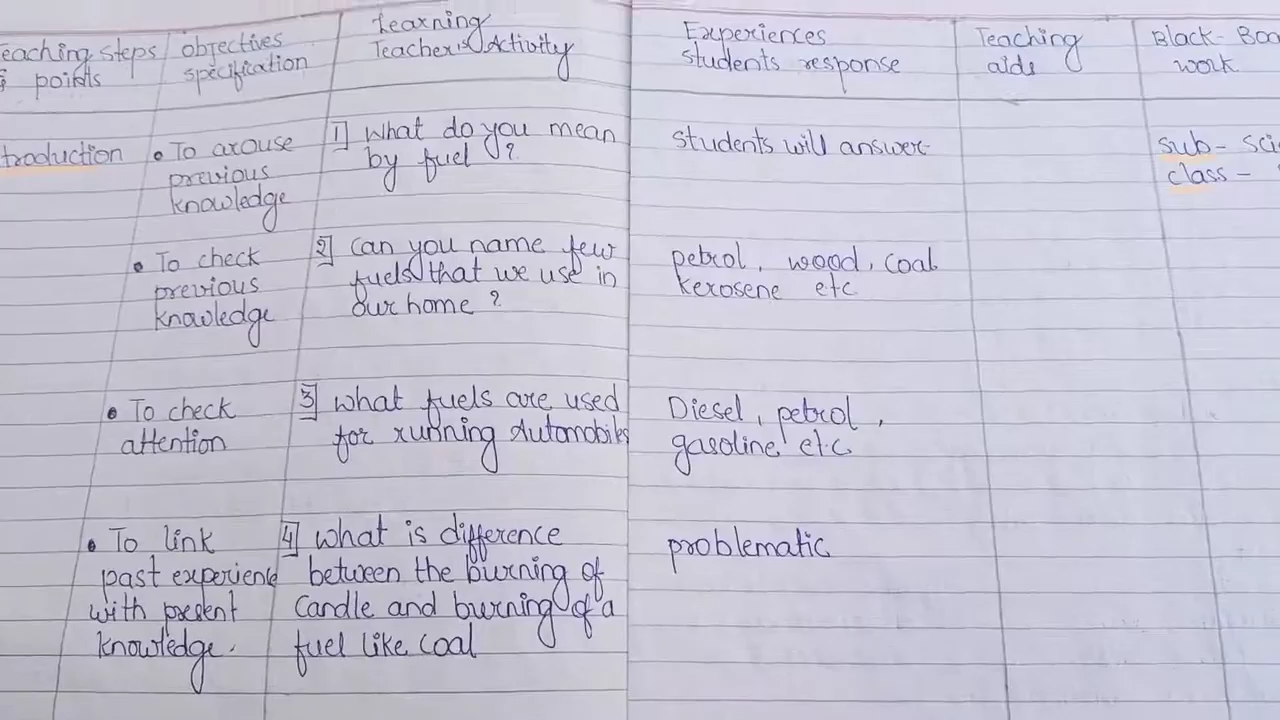 Learning
Teacher's Activity
Experiences
students response
Teaching
aids
Black-Boa
work
eaching steps
& points
objectives
specification
troduction
• To arouse
previous
knowledge
1] What do you mean
by fuel ?
students will answer-
sub- Sci
class -
• To check
previous
knowledge
2] Can you name few
fuels that we use in
our home ?
petrol, wood, coal
kerosene etc
• To check
attention
3] what fuels are used
for running Automobiles
Diesel, petrol,
gasoline etc
• To link
past experience
with present
knowledge.
4] what is difference
between the burning of
Candle and burning of a
fuel like coal
problematic